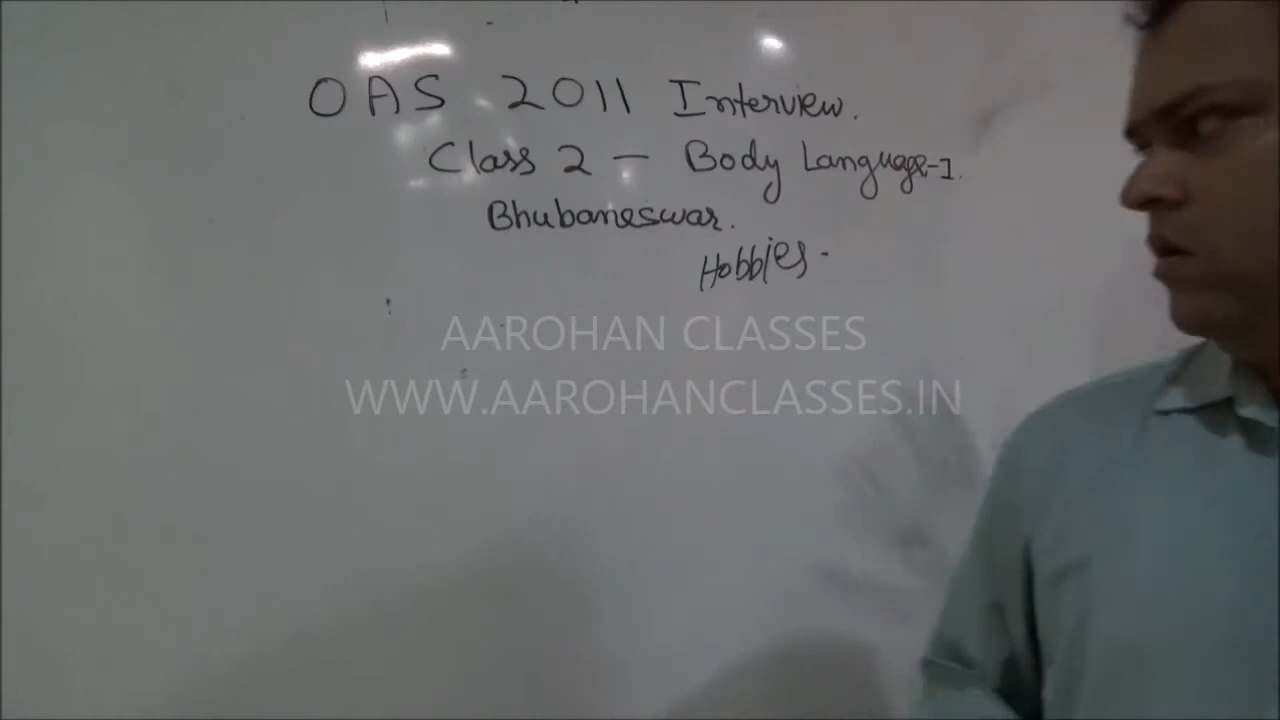 OAS 2011 Interview.
Class 2 - Body Language-1.
Bhubaneswar.
Hobbies -
AAROHAN CLASSES
WWW.AAROHANCLASSES.IN